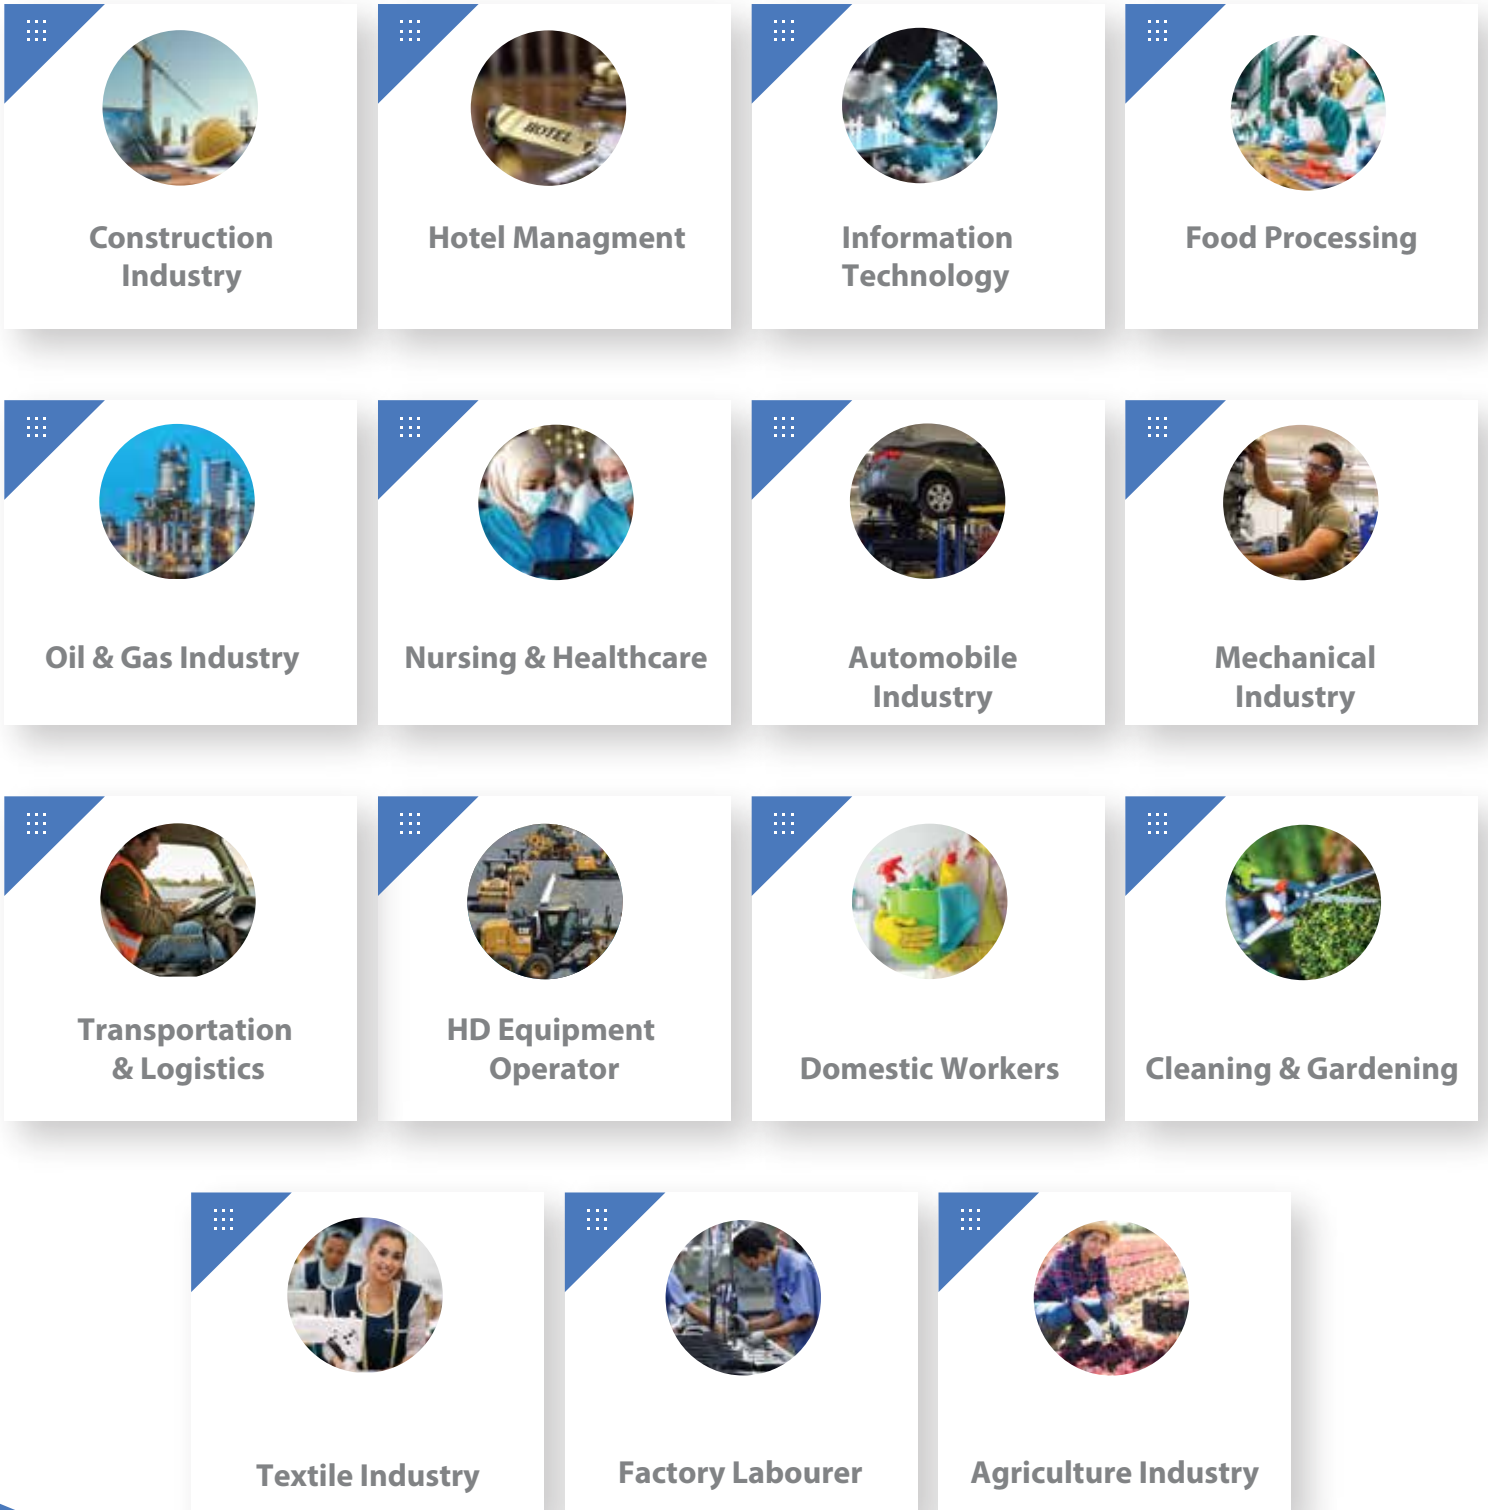 Construction
Industry
Hotel Managment
Information
Technology
Food Processing
Oil & Gas Industry
Nursing & Healthcare
Automobile
Industry
Mechanical
Industry
Transportation
& Logistics
HD Equipment
Operator
Domestic Workers
Cleaning & Gardening
Textile Industry
Factory Labourer
Agriculture Industry
HOTEL